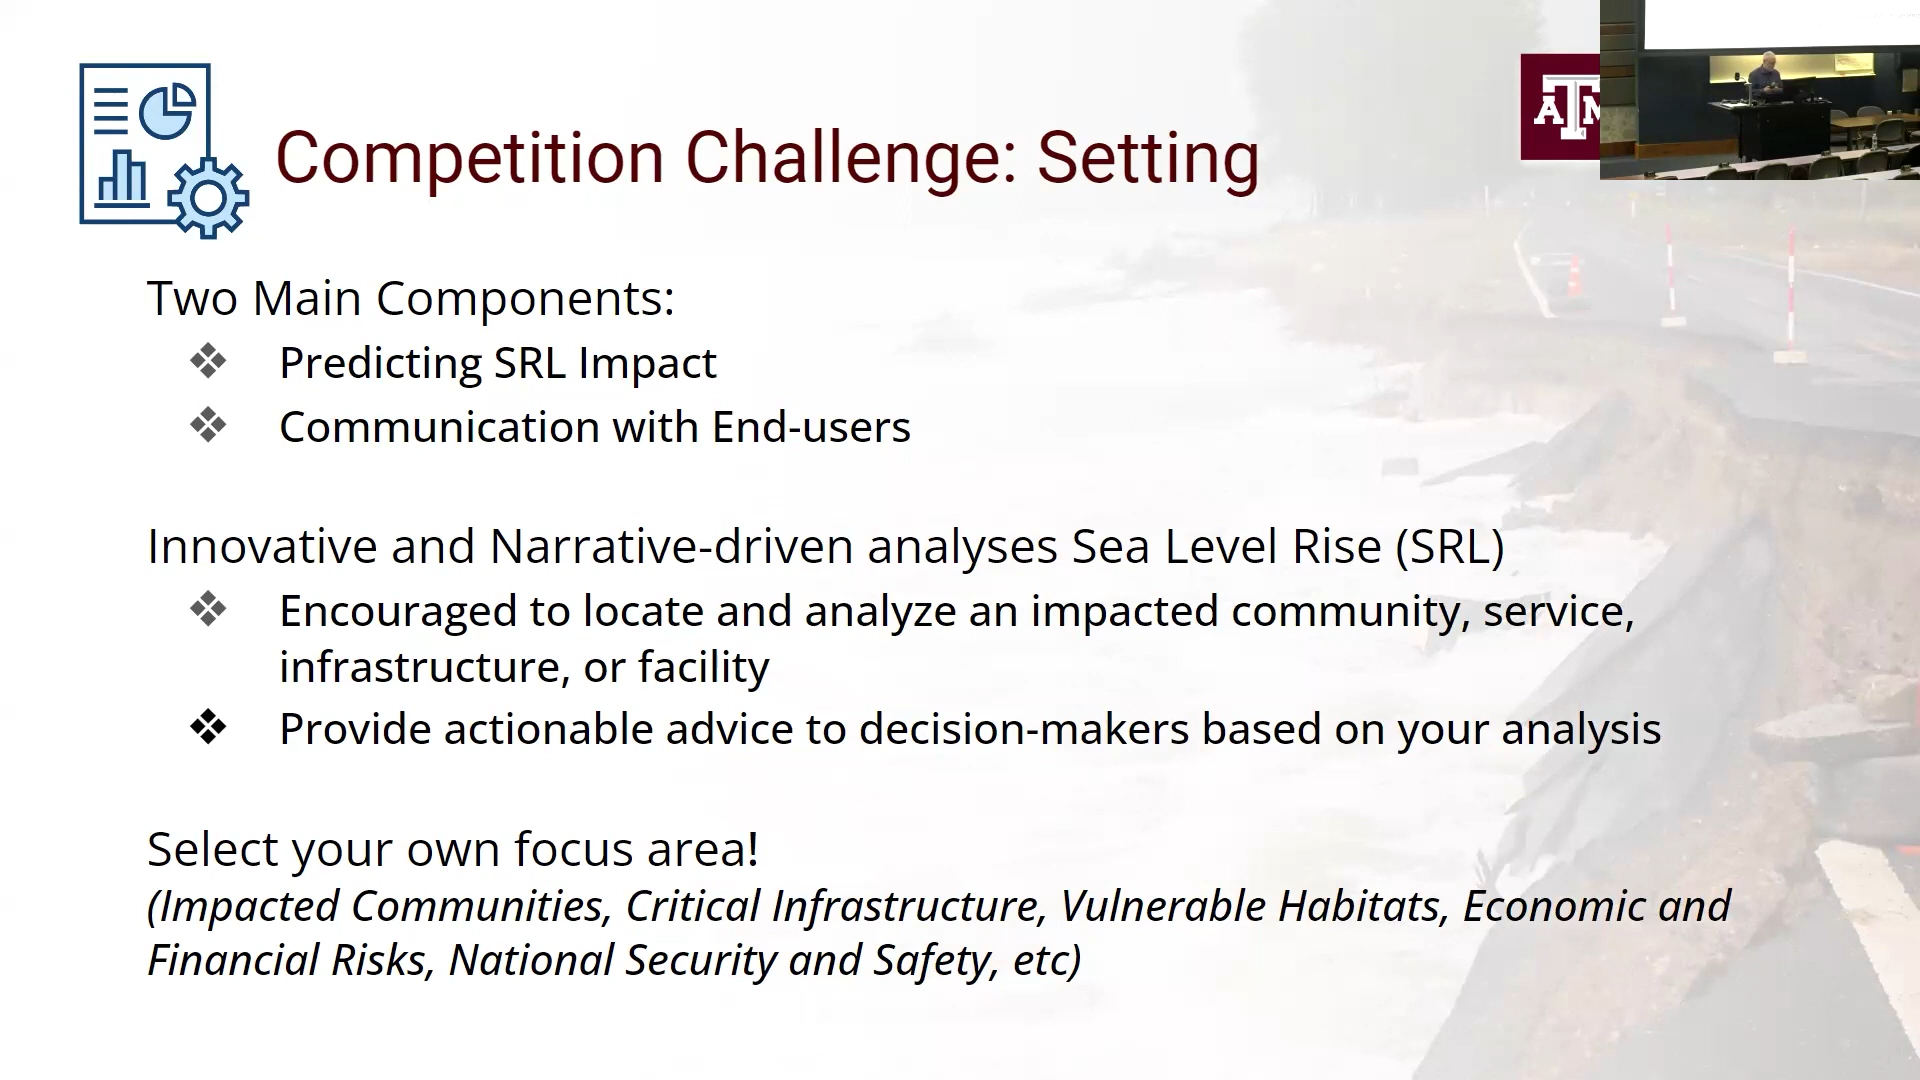 ATM
Competition Challenge: Setting
Two Main Components:
❖ Predicting SRL Impact
❖ Communication with End-users
Innovative and Narrative-driven analyses Sea Level Rise (SRL)
❖ Encouraged to locate and analyze an impacted community, service,
infrastructure, or facility
❖ Provide actionable advice to decision-makers based on your analysis
Select your own focus area!
(Impacted Communities, Critical Infrastructure, Vulnerable Habitats, Economic and
Financial Risks, National Security and Safety, etc)